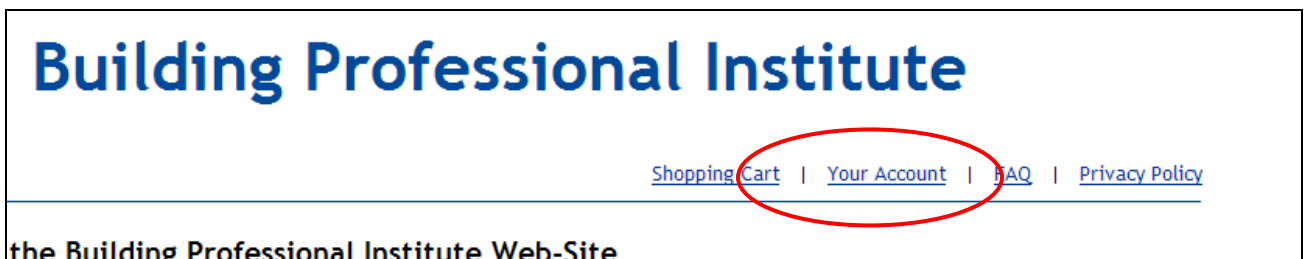 Building Professional Institute
Shopping Cart | Your Account | FAQ | Privacy Policy
the Building Professional Institute Web-Site